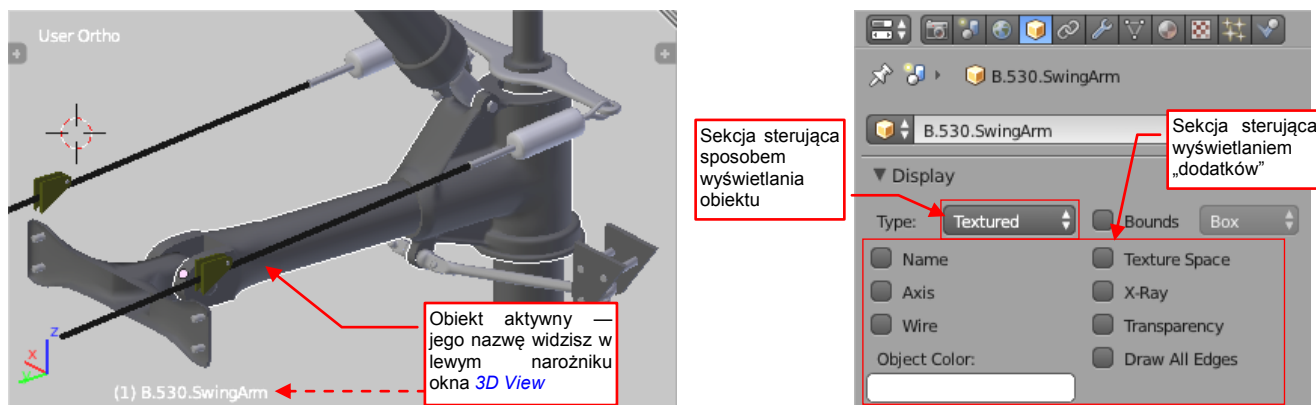 User Ortho
Obiekt aktywny —
jego nazwę widzisz w
lewym narożniku
okna 3D View
z
x
y
(1) B.530.SwingArm
Sekcja sterująca
sposobem
wyświetlania
obiektu
B.530.SwingArm
B.530.SwingArm
Sekcja sterująca
wyświetlaniem
„dodatków”
Display
Type: Textured Bounds Box
Name Texture Space
Axis X-Ray
Wire Transparency
Object Color: Draw All Edges